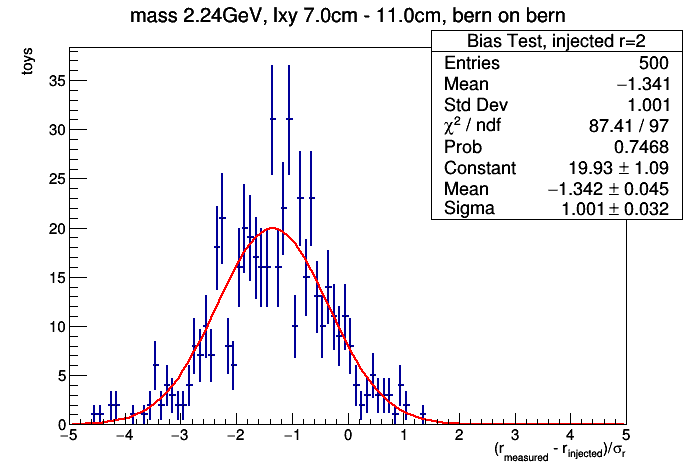 mass 2.24GeV, lxy 7.0cm - 11.0cm, bern on bern
Bias Test, injected r=2
Entries 500
Mean −1.341
Std Dev 1.001
χ² / ndf 87.41 / 97
Prob 0.7468
Constant 19.93 ± 1.09
Mean −1.342 ± 0.045
Sigma 1.001 ± 0.032
toys
35
30
25
20
15
10
5
0
−5 −4 −3 −2 −1 0 1 2 3 4 5
(r_measured - r_injected)/σ_r